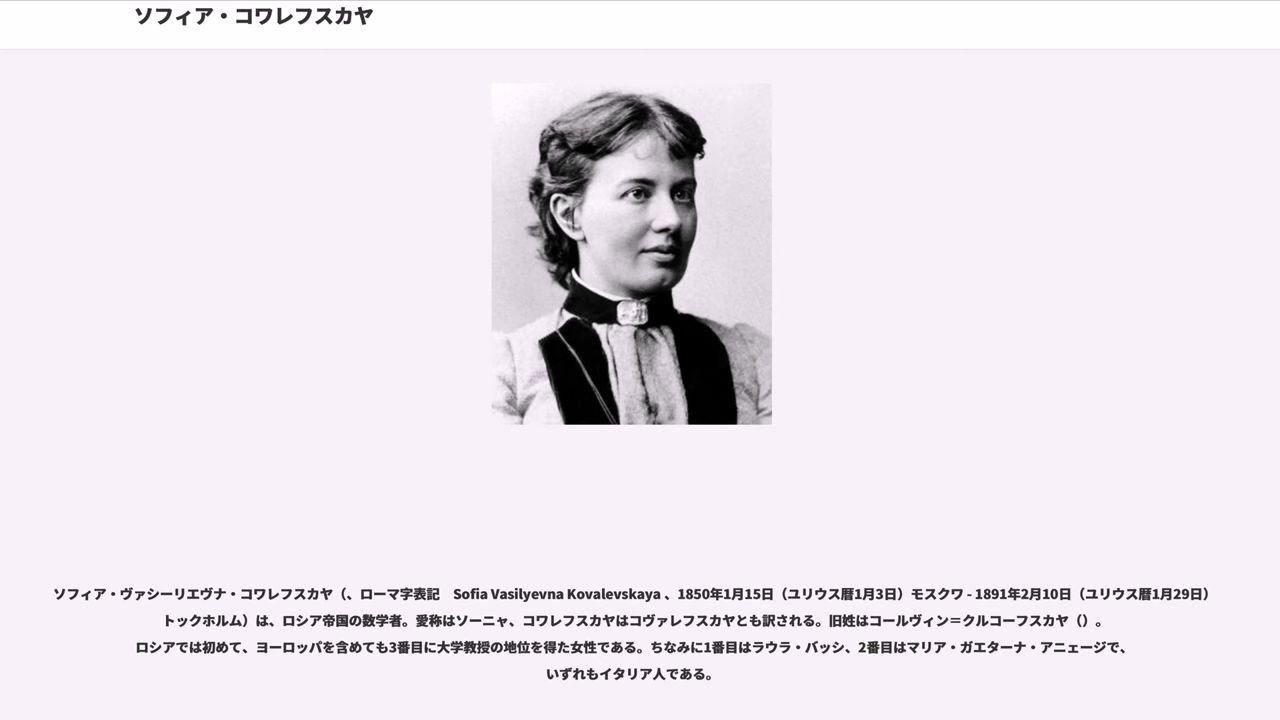 ソフィア・コワレフスカヤ
ソフィア・ヴァシーリエヴナ・コワレフスカヤ（、ローマ字表記　Sofia Vasilyevna Kovalevskaya 、1850年1月15日（ユリウス暦1月3日）モスクワ - 1891年2月10日（ユリウス暦1月29日）
トックホルム）は、ロシア帝国の数学者。愛称はソーニャ、コワレフスカヤはコヴァレフスカヤとも訳される。旧姓はコールヴィン＝クルコーフスカヤ（）。
ロシアでは初めて、ヨーロッパを含めても3番目に大学教授の地位を得た女性である。ちなみに1番目はラウラ・バッシ、2番目はマリア・ガエターナ・アニェージで、
いずれもイタリア人である。